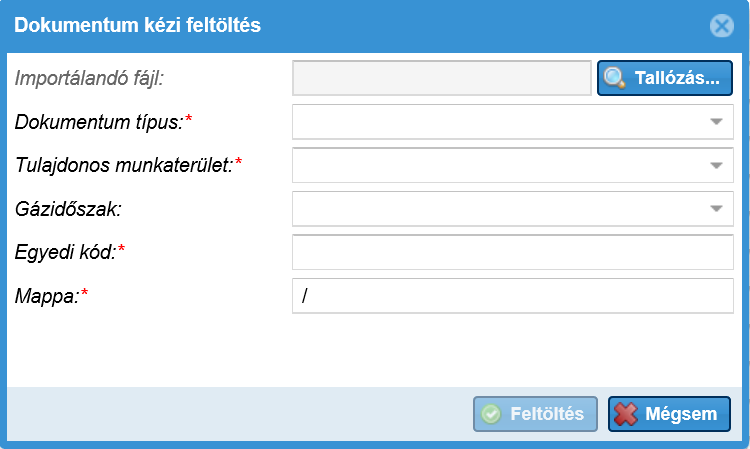 Dokumentum kézi feltöltés
Importálandó fájl: Tallózás...
Dokumentum típus:*
Tulajdonos munkaterület:*
Gázidőszak:
Egyedi kód:*
Mappa:* /
Feltöltés Mégsem